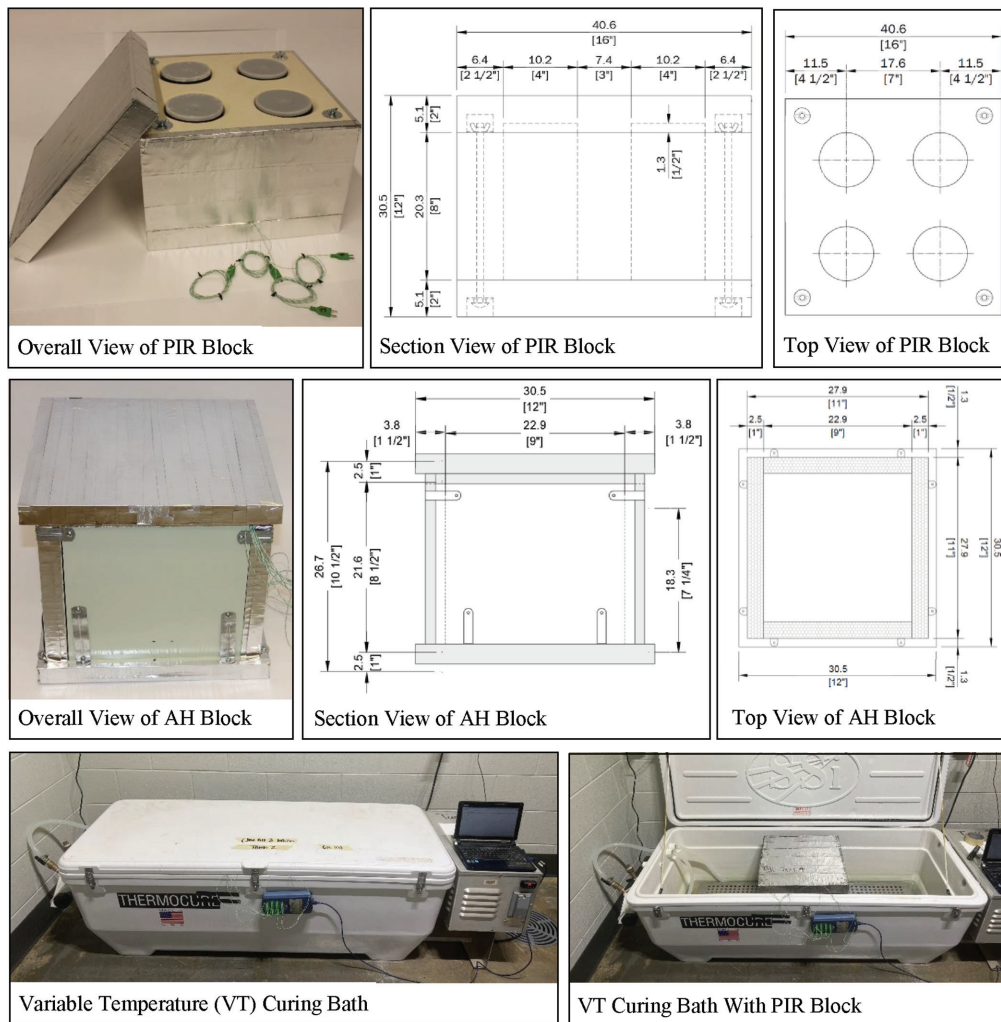 Overall View of PIR Block
40.6
[16"]
6.4 10.2 7.4 10.2 6.4
[2 1/2"] [4"] [3"] [4"] [2 1/2"]
5.1
[2"]
30.5
[12"]
20.3
[8"]
1.3
[1/2"]
5.1
[2"]
Section View of PIR Block
40.6
[16"]
11.5 17.6 11.5
[4 1/2"] [7"] [4 1/2"]
Top View of PIR Block
Overall View of AH Block
30.5
[12"]
3.8 22.9 3.8
[1 1/2"] [9"] [1 1/2"]
2.5
[1"]
26.7
[10 1/2"]
21.6
[8 1/2"]
18.3
[7 1/4"]
2.5
[1"]
Section View of AH Block
27.9
[11"]
1.3
[1/2"]
2.5 22.9 2.5
[1"] [9"] [1"]
[11"]
27.9
[12"]
30.5
30.5
[12"]
1.3
[1/2"]
Top View of AH Block
THERMOCURE
Variable Temperature (VT) Curing Bath
THERMOCURE
VT Curing Bath With PIR Block